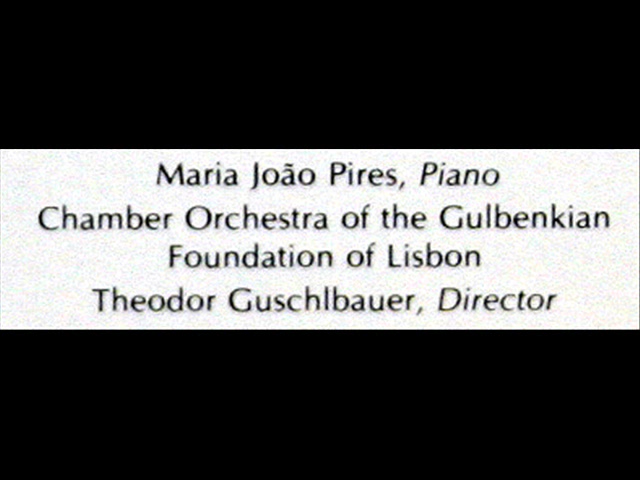 Maria João Pires, Piano
Chamber Orchestra of the Gulbenkian
Foundation of Lisbon
Theodor Guschlbauer, Director